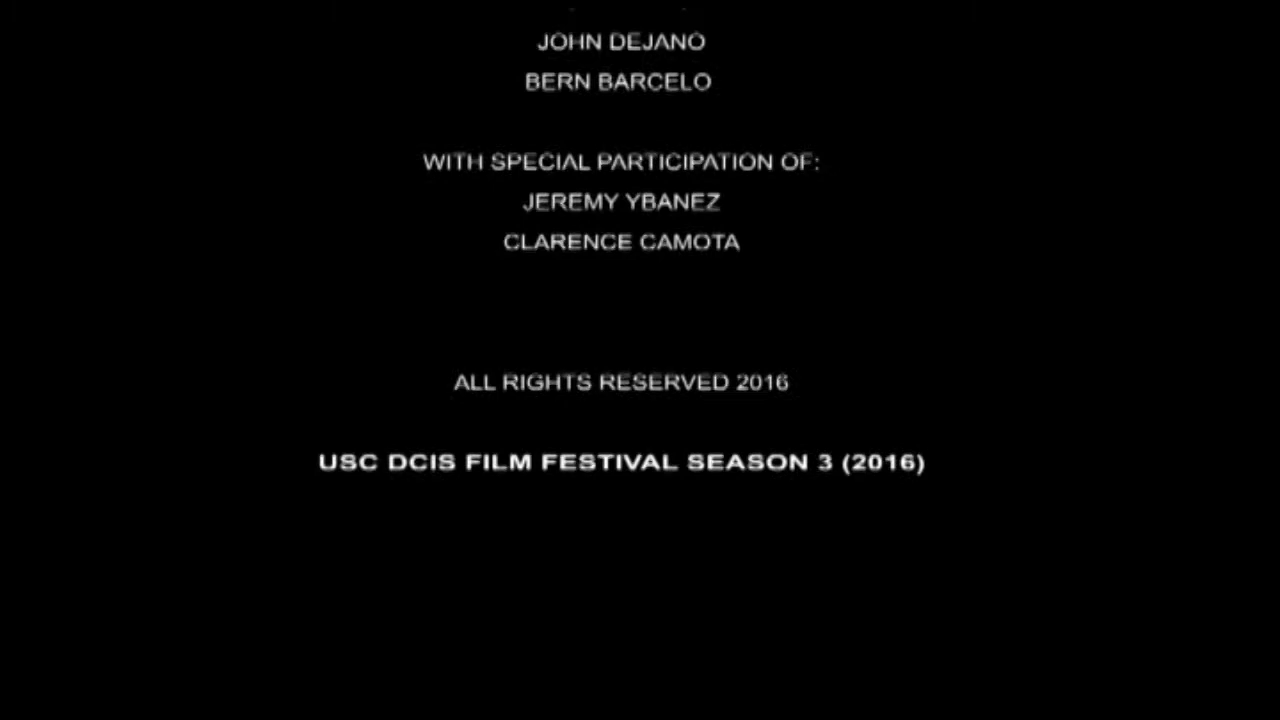 JOHN DEJANO
BERN BARCELO
WITH SPECIAL PARTICIPATION OF:
JEREMY YBANEZ
CLARENCE CAMOTA
ALL RIGHTS RESERVED 2016
USC DCIS FILM FESTIVAL SEASON 3 (2016)